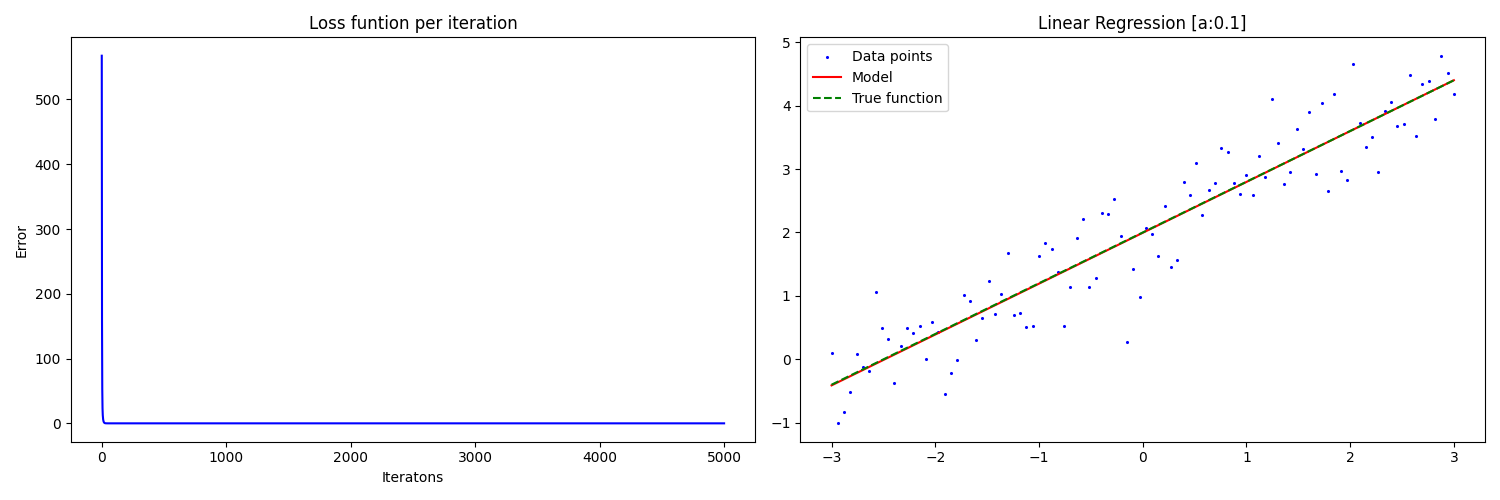 Loss funtion per iteration
Error
500
400
300
200
100
0
0 1000 2000 3000 4000 5000
Iteratons
Linear Regression [a:0.1]
Data points
Model
True function
5
4
3
2
1
0
−1
−3 −2 −1 0 1 2 3